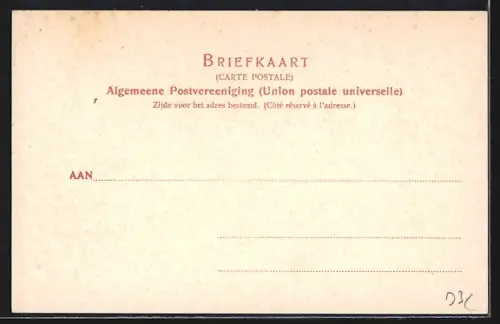 BRIEFKAART
(CARTE POSTALE)
Algemeene Postvereeniging (Union postale universelle)
Zijde voor het adres bestemd. (Côté réservé à l'adresse.)
AAN